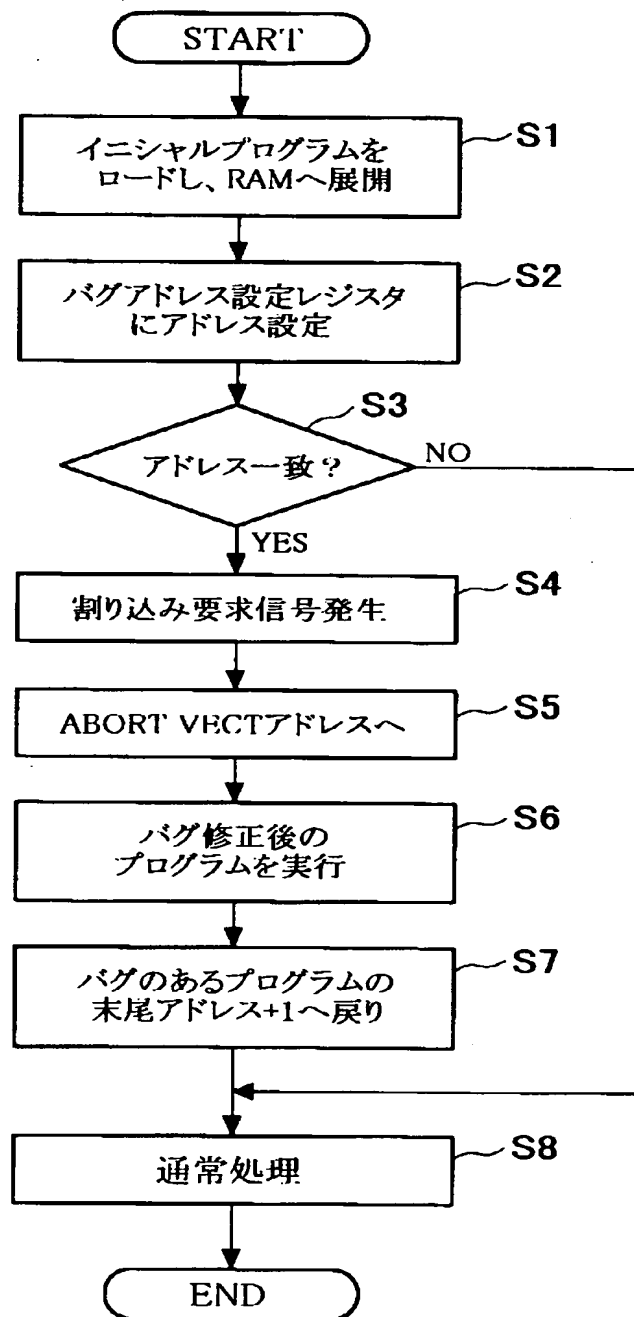 START
S1
イニシャルプログラムを
ロードし、RAMへ展開
S2
バグアドレス設定レジスタ
にアドレス設定
S3
アドレス一致？
NO
YES
S4
割り込み要求信号発生
S5
ABORT VECTアドレスへ
S6
バグ修正後の
プログラムを実行
S7
バグのあるプログラムの
末尾アドレス+1へ戻り
S8
通常処理
END